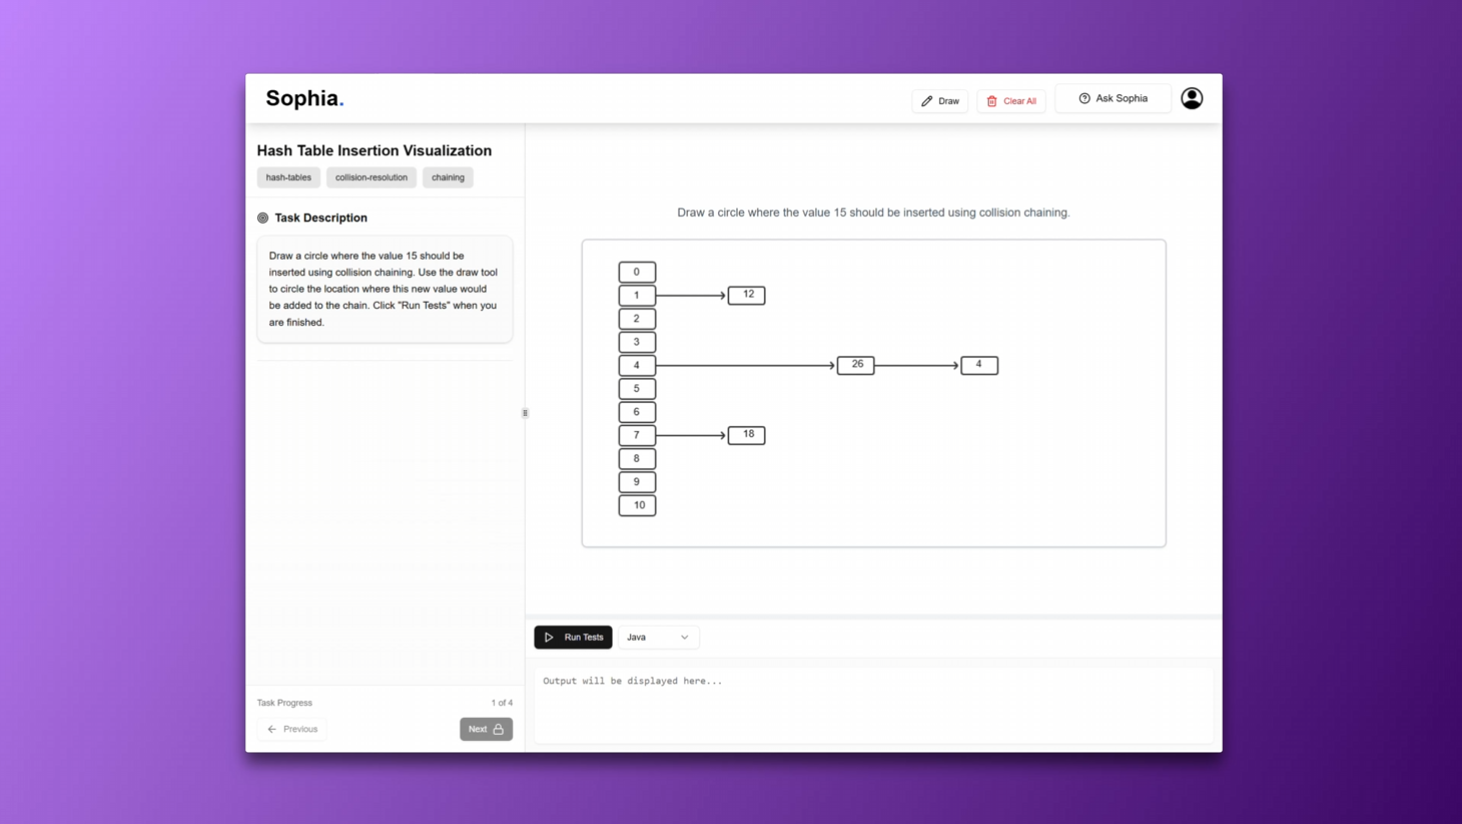 Sophia.
Draw
Clear All
Ask Sophia
Hash Table Insertion Visualization
hash-tables
collision-resolution
chaining
Task Description
Draw a circle where the value 15 should be
inserted using collision chaining. Use the draw tool
to circle the location where this new value would
be added to the chain. Click "Run Tests" when you
are finished.
Task Progress
1 of 4
Previous
Next
Draw a circle where the value 15 should be inserted using collision chaining.
0
1
12
2
3
4
26
4
5
6
7
18
8
9
10
Run Tests
Java
Output will be displayed here...